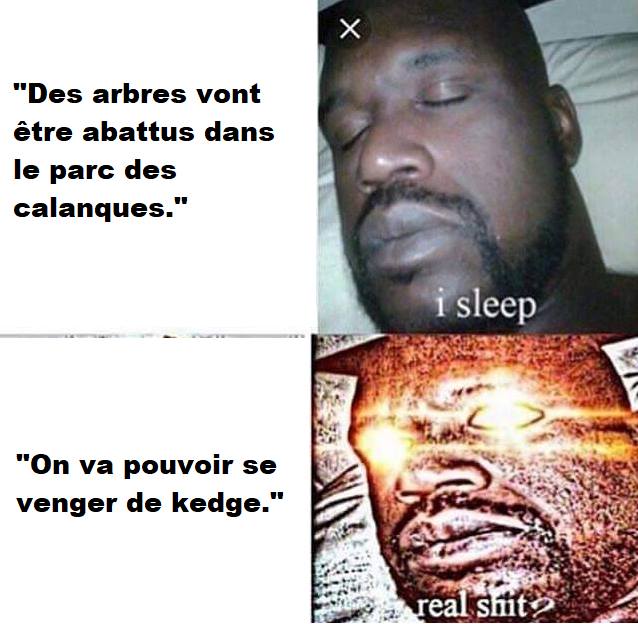 "Des arbres vont
être abattus dans
le parc des
calanques."
i sleep
"On va pouvoir se
venger de kedge."
real shit?